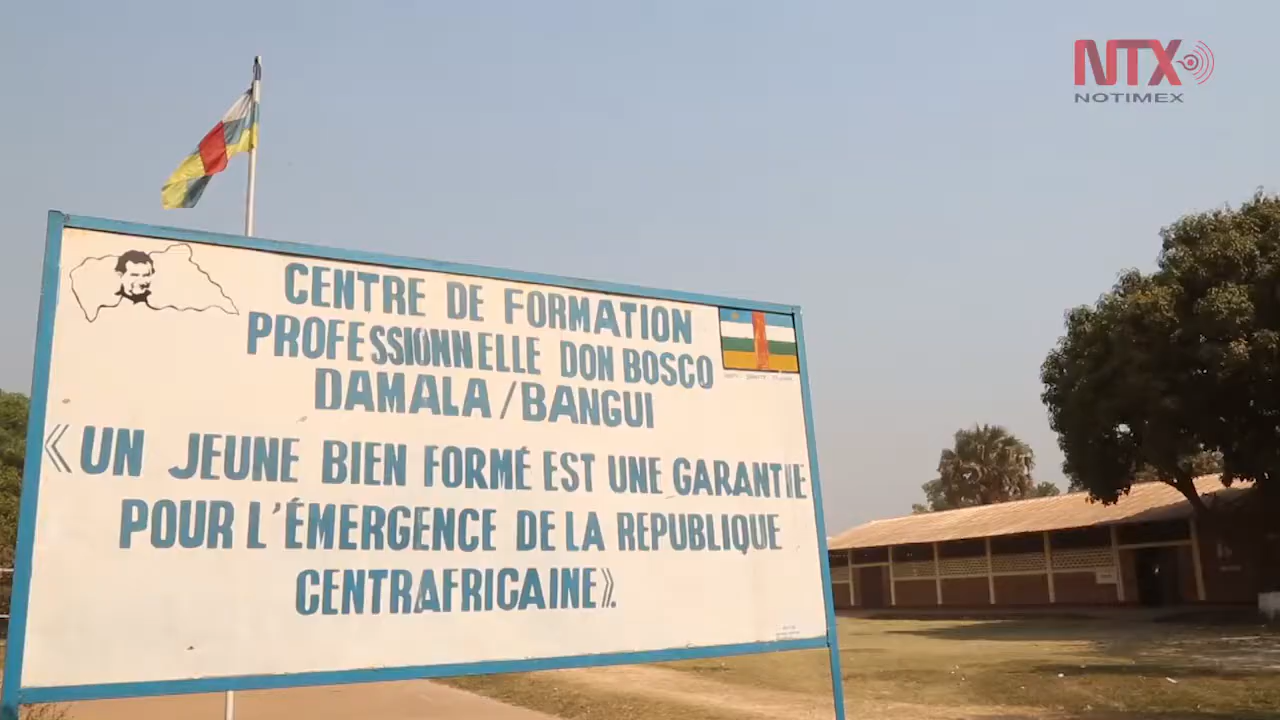 NTX
NOTIMEX
CENTRE DE FORMATION
PROFESSIONNELLE DON BOSCO
DAMALA/BANGUI
《UN JEUNE BIEN FORMÉ EST UNE GARANTIE
POUR L'ÉMERGENCE DE LA REPUBLIQUE
CENTRAFRICAINE》.